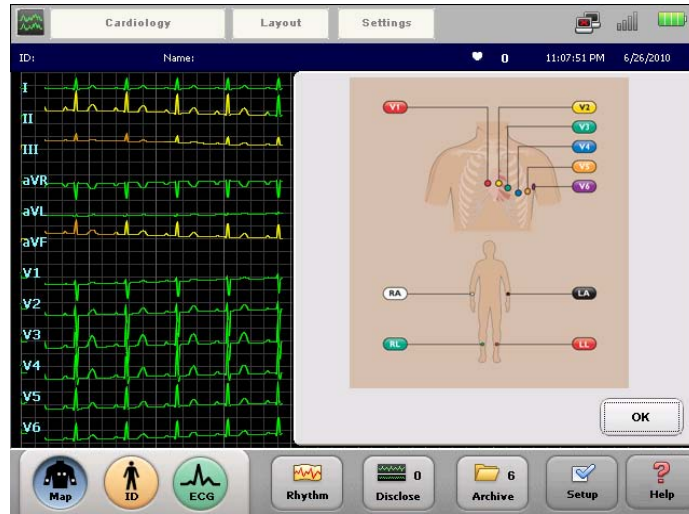 Cardiology Layout Settings
ID: Name: 0 11:07:51 PM 6/26/2010
I
II
III
aVR
aVL
aVF
V1
V2
V3
V4
V5
V6
V1 V2
V3
V4
V5
V6
RA LA
RL LL
OK
Map ID ECG Rhythm 0 Disclose 6 Archive Setup Help